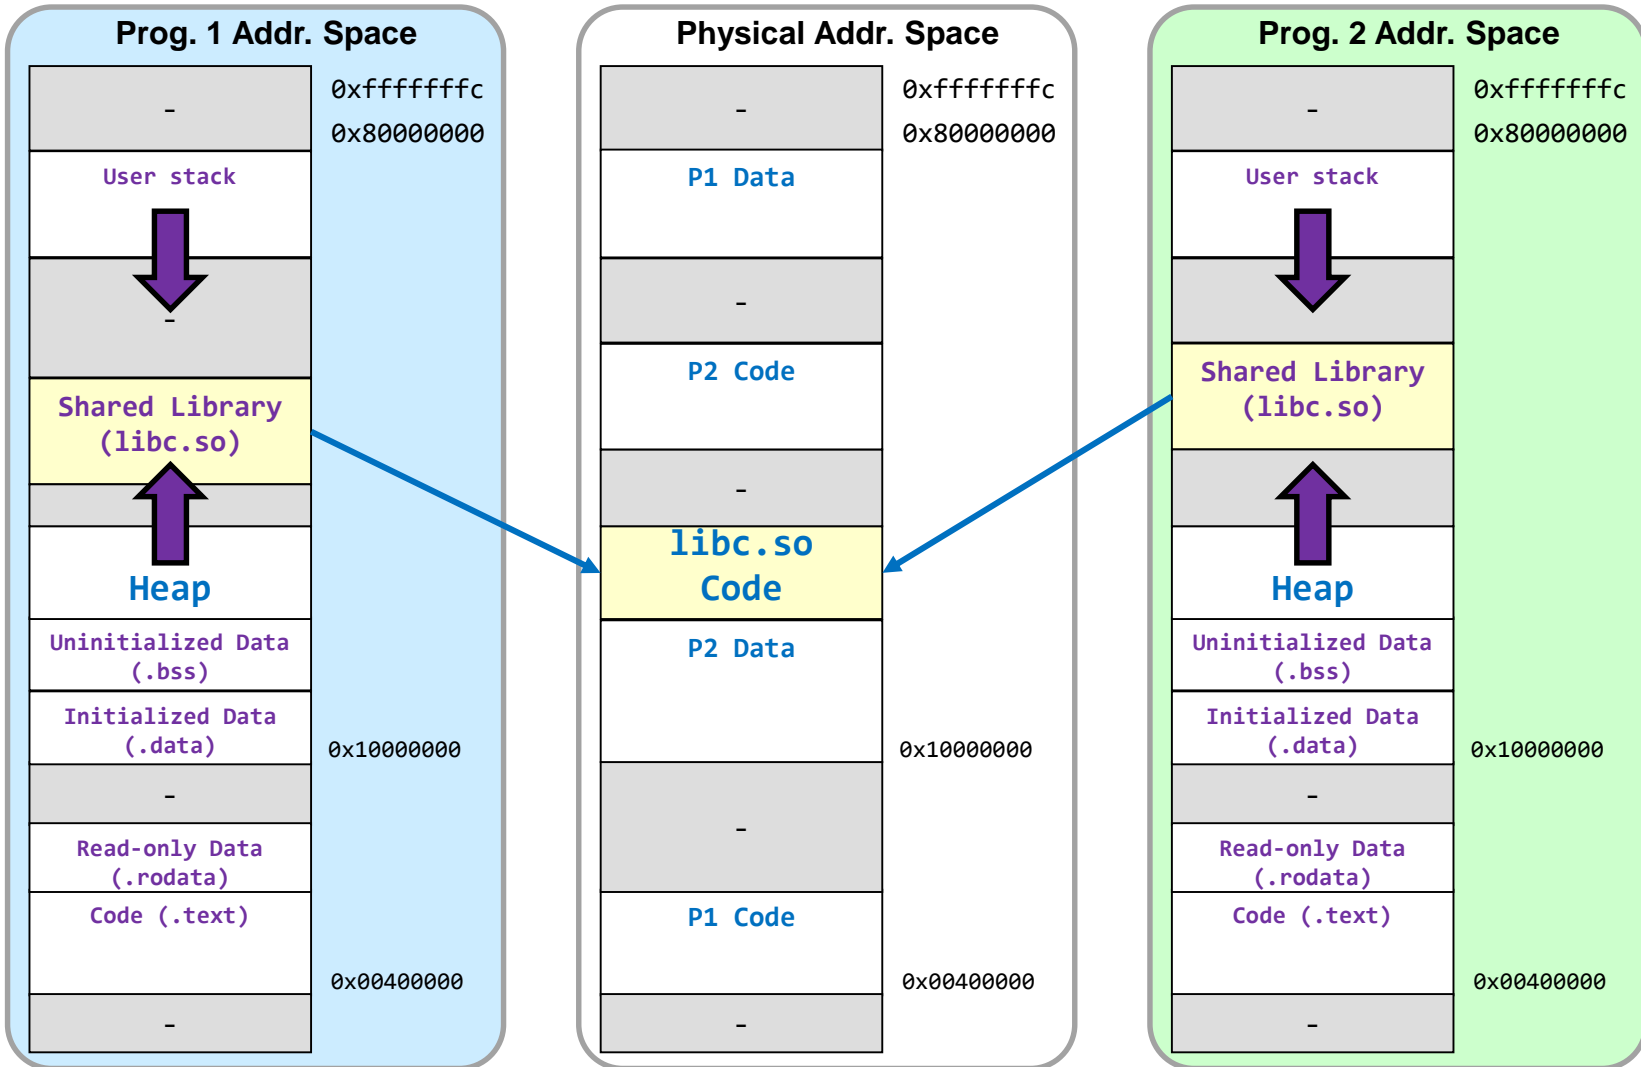 Prog. 1 Addr. Space
-
0xfffffffc
0x80000000
User stack
-
Shared Library
(libc.so)
Heap
Uninitialized Data
(.bss)
Initialized Data
(.data)
0x10000000
-
Read-only Data
(.rodata)
Code (.text)
0x00400000
-
Physical Addr. Space
-
0xfffffffc
0x80000000
P1 Data
-
P2 Code
-
libc.so
Code
P2 Data
0x10000000
-
P1 Code
0x00400000
-
Prog. 2 Addr. Space
-
0xfffffffc
0x80000000
User stack
Shared Library
(libc.so)
Heap
Uninitialized Data
(.bss)
Initialized Data
(.data)
0x10000000
-
Read-only Data
(.rodata)
Code (.text)
0x00400000
-